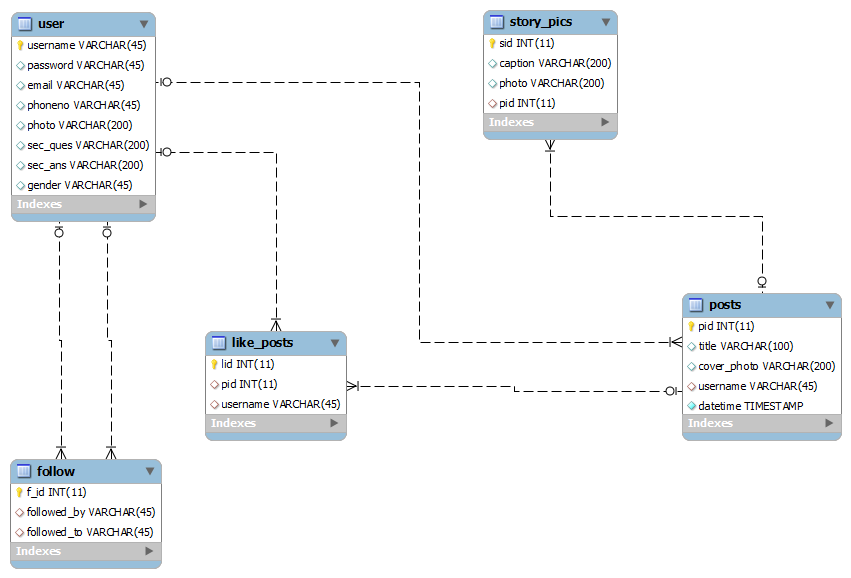 user
username VARCHAR(45)
password VARCHAR(45)
email VARCHAR(45)
phoneno VARCHAR(45)
photo VARCHAR(200)
sec_ques VARCHAR(200)
sec_ans VARCHAR(200)
gender VARCHAR(45)
Indexes
story_pics
sid INT(11)
caption VARCHAR(200)
photo VARCHAR(200)
pid INT(11)
Indexes
like_posts
lid INT(11)
pid INT(11)
username VARCHAR(45)
Indexes
posts
pid INT(11)
title VARCHAR(100)
cover_photo VARCHAR(200)
username VARCHAR(45)
datetime TIMESTAMP
Indexes
follow
f_id INT(11)
followed_by VARCHAR(45)
followed_to VARCHAR(45)
Indexes